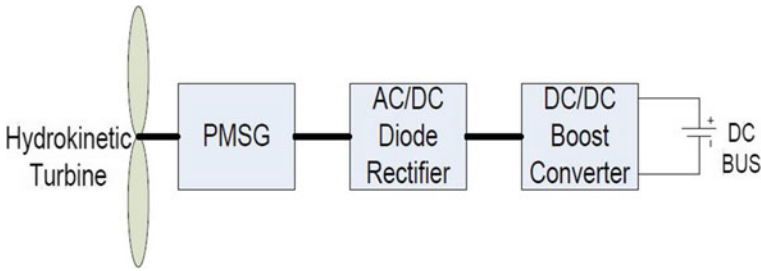 Hydrokinetic
Turbine
PMSG
AC/DC
Diode
Rectifier
DC/DC
Boost
Converter
+
-
DC
BUS